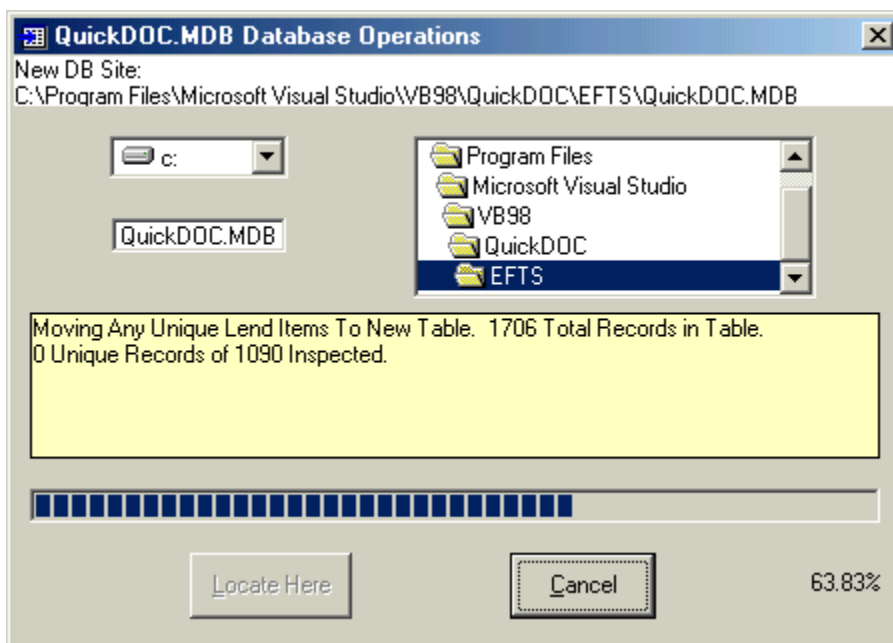 QuickDOC.MDB Database Operations
New DB Site:
C:\Program Files\Microsoft Visual Studio\VB98\QuickDOC\EFTS\QuickDOC.MDB
c:
Program Files
Microsoft Visual Studio
VB98
QuickDOC.MDB
QuickDOC
EFTS
Moving Any Unique Lend Items To New Table.  1706 Total Records in Table.
0 Unique Records of 1090 Inspected.
Locate Here
Cancel
63.83%